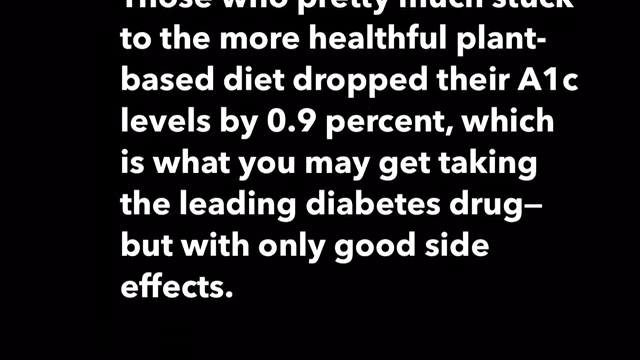 Those who pretty much stuck
to the more healthful plant-
based diet dropped their A1c
levels by 0.9 percent, which
is what you may get taking
the leading diabetes drug—
but with only good side
effects.